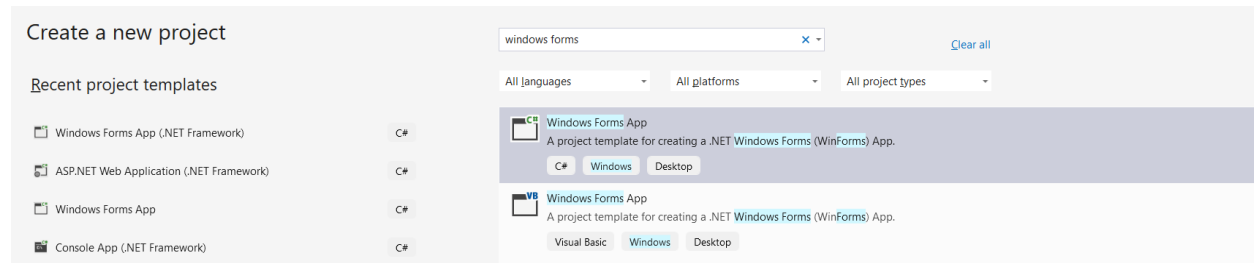 Create a new project
Recent project templates
Windows Forms App (.NET Framework) C#
ASP.NET Web Application (.NET Framework) C#
Windows Forms App C#
Console App (.NET Framework) C#
windows forms
Clear all
All languages All platforms All project types
C#
Windows Forms App
A project template for creating a .NET Windows Forms (WinForms) App.
C# Windows Desktop
VB
Windows Forms App
A project template for creating a .NET Windows Forms (WinForms) App.
Visual Basic Windows Desktop